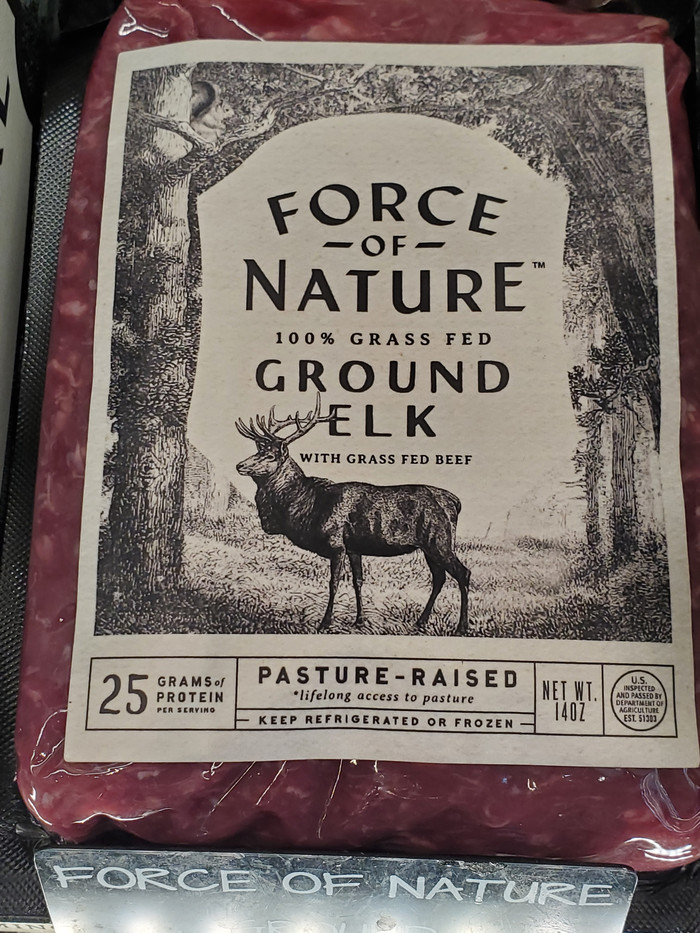 FORCE
OF
NATURE™
100% GRASS FED
GROUND
ELK
WITH GRASS FED BEEF
25 GRAMS of
PROTEIN
PER SERVING
PASTURE-RAISED
*lifelong access to pasture
KEEP REFRIGERATED OR FROZEN
NET WT.
14OZ
U.S.
INSPECTED
AND PASSED BY
DEPARTMENT OF
AGRICULTURE
EST. 51303
FORCE OF NATURE
GROUND